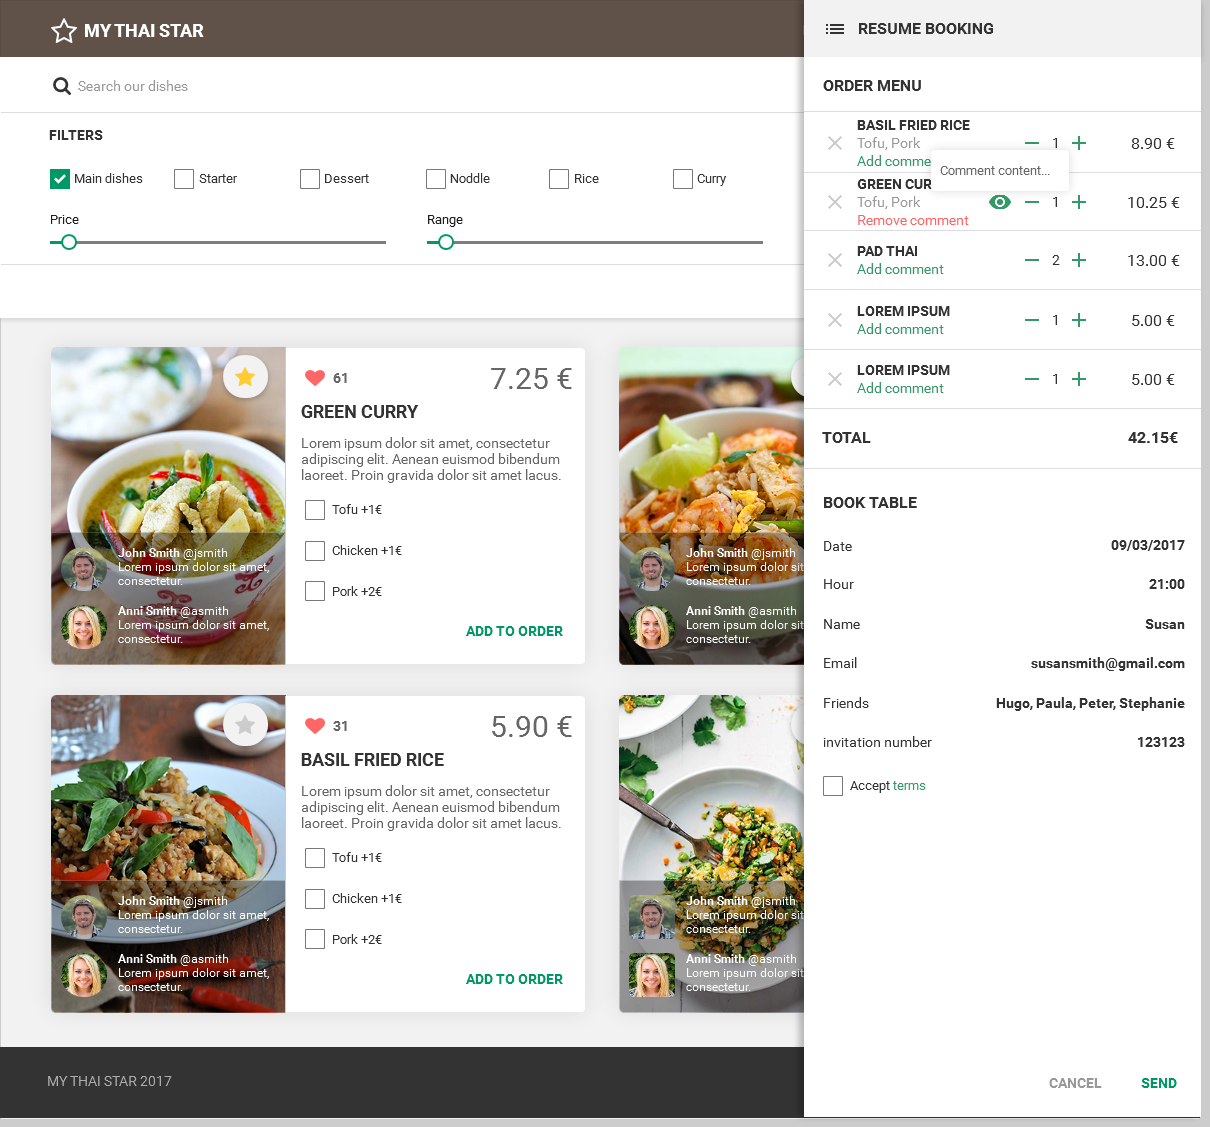 MY THAI STAR
Search our dishes
FILTERS
Main dishes
Starter
Dessert
Noddle
Rice
Curry
Price
Range
61
7.25 €
GREEN CURRY
Lorem ipsum dolor sit amet, consectetur
adipiscing elit. Aenean euismod bibendum
laoreet. Proin gravida dolor sit amet lacus.
Tofu +1€
Chicken +1€
Pork +2€
ADD TO ORDER
John Smith @jsmith
Lorem ipsum dolor sit amet,
consectetur.
Anni Smith @asmith
Lorem ipsum dolor sit amet,
consectetur.
John Smith @jsmith
Lorem ipsum dolor sit
consectetur.
Anni Smith @asmith
Lorem ipsum dolor sit
consectetur.
31
5.90 €
BASIL FRIED RICE
Lorem ipsum dolor sit amet, consectetur
adipiscing elit. Aenean euismod bibendum
laoreet. Proin gravida dolor sit amet lacus.
Tofu +1€
Chicken +1€
Pork +2€
ADD TO ORDER
John Smith @jsmith
Lorem ipsum dolor sit amet,
consectetur.
Anni Smith @asmith
Lorem ipsum dolor sit amet,
consectetur.
John Smith @jsmith
Lorem ipsum dolor sit
consectetur.
Anni Smith @asmith
Lorem ipsum dolor sit
consectetur.
MY THAI STAR 2017
RESUME BOOKING
ORDER MENU
BASIL FRIED RICE
Tofu, Pork
Add comme
1
8.90 €
Comment content...
GREEN CUR
Tofu, Pork
Remove comment
1
10.25 €
PAD THAI
Add comment
2
13.00 €
LOREM IPSUM
Add comment
1
5.00 €
LOREM IPSUM
Add comment
1
5.00 €
TOTAL 42.15€
BOOK TABLE
Date 09/03/2017
Hour 21:00
Name Susan
Email susansmith@gmail.com
Friends Hugo, Paula, Peter, Stephanie
invitation number 123123
Accept terms
CANCEL SEND